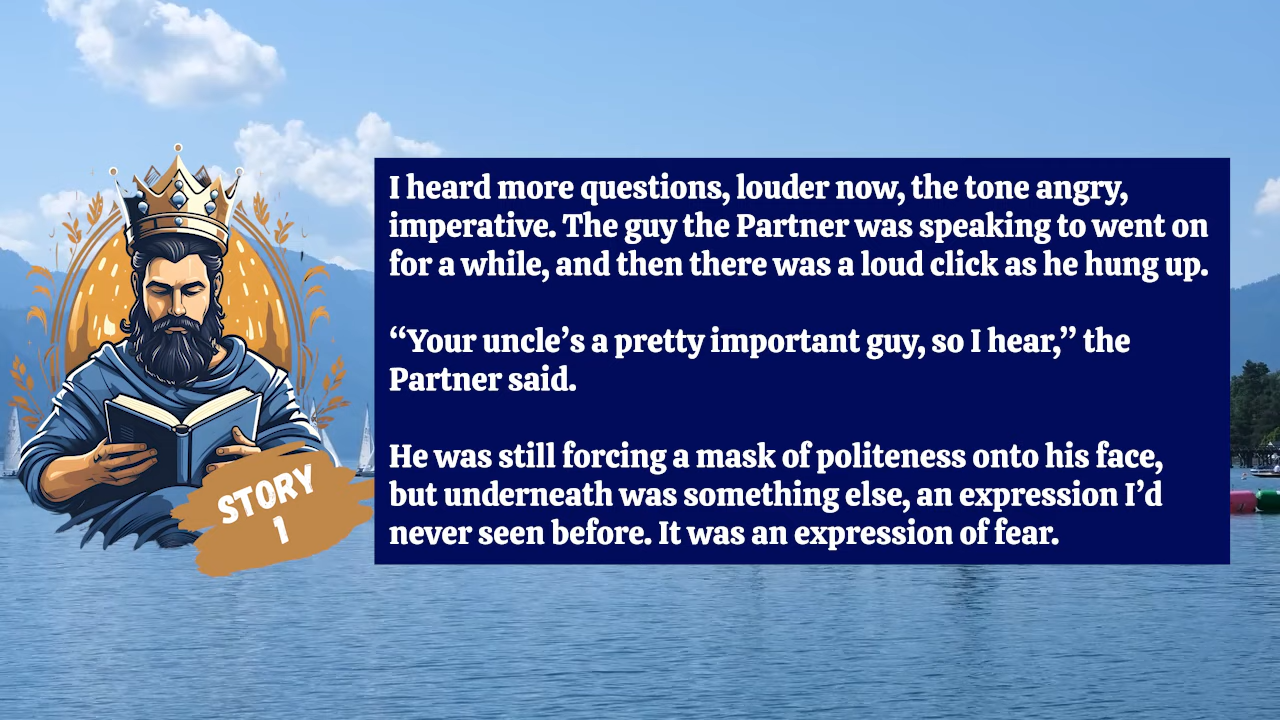 I heard more questions, louder now, the tone angry,
imperative. The guy the Partner was speaking to went on
for a while, and then there was a loud click as he hung up.
“Your uncle’s a pretty important guy, so I hear,” the
Partner said.
He was still forcing a mask of politeness onto his face,
but underneath was something else, an expression I’d
never seen before. It was an expression of fear.
STORY
1